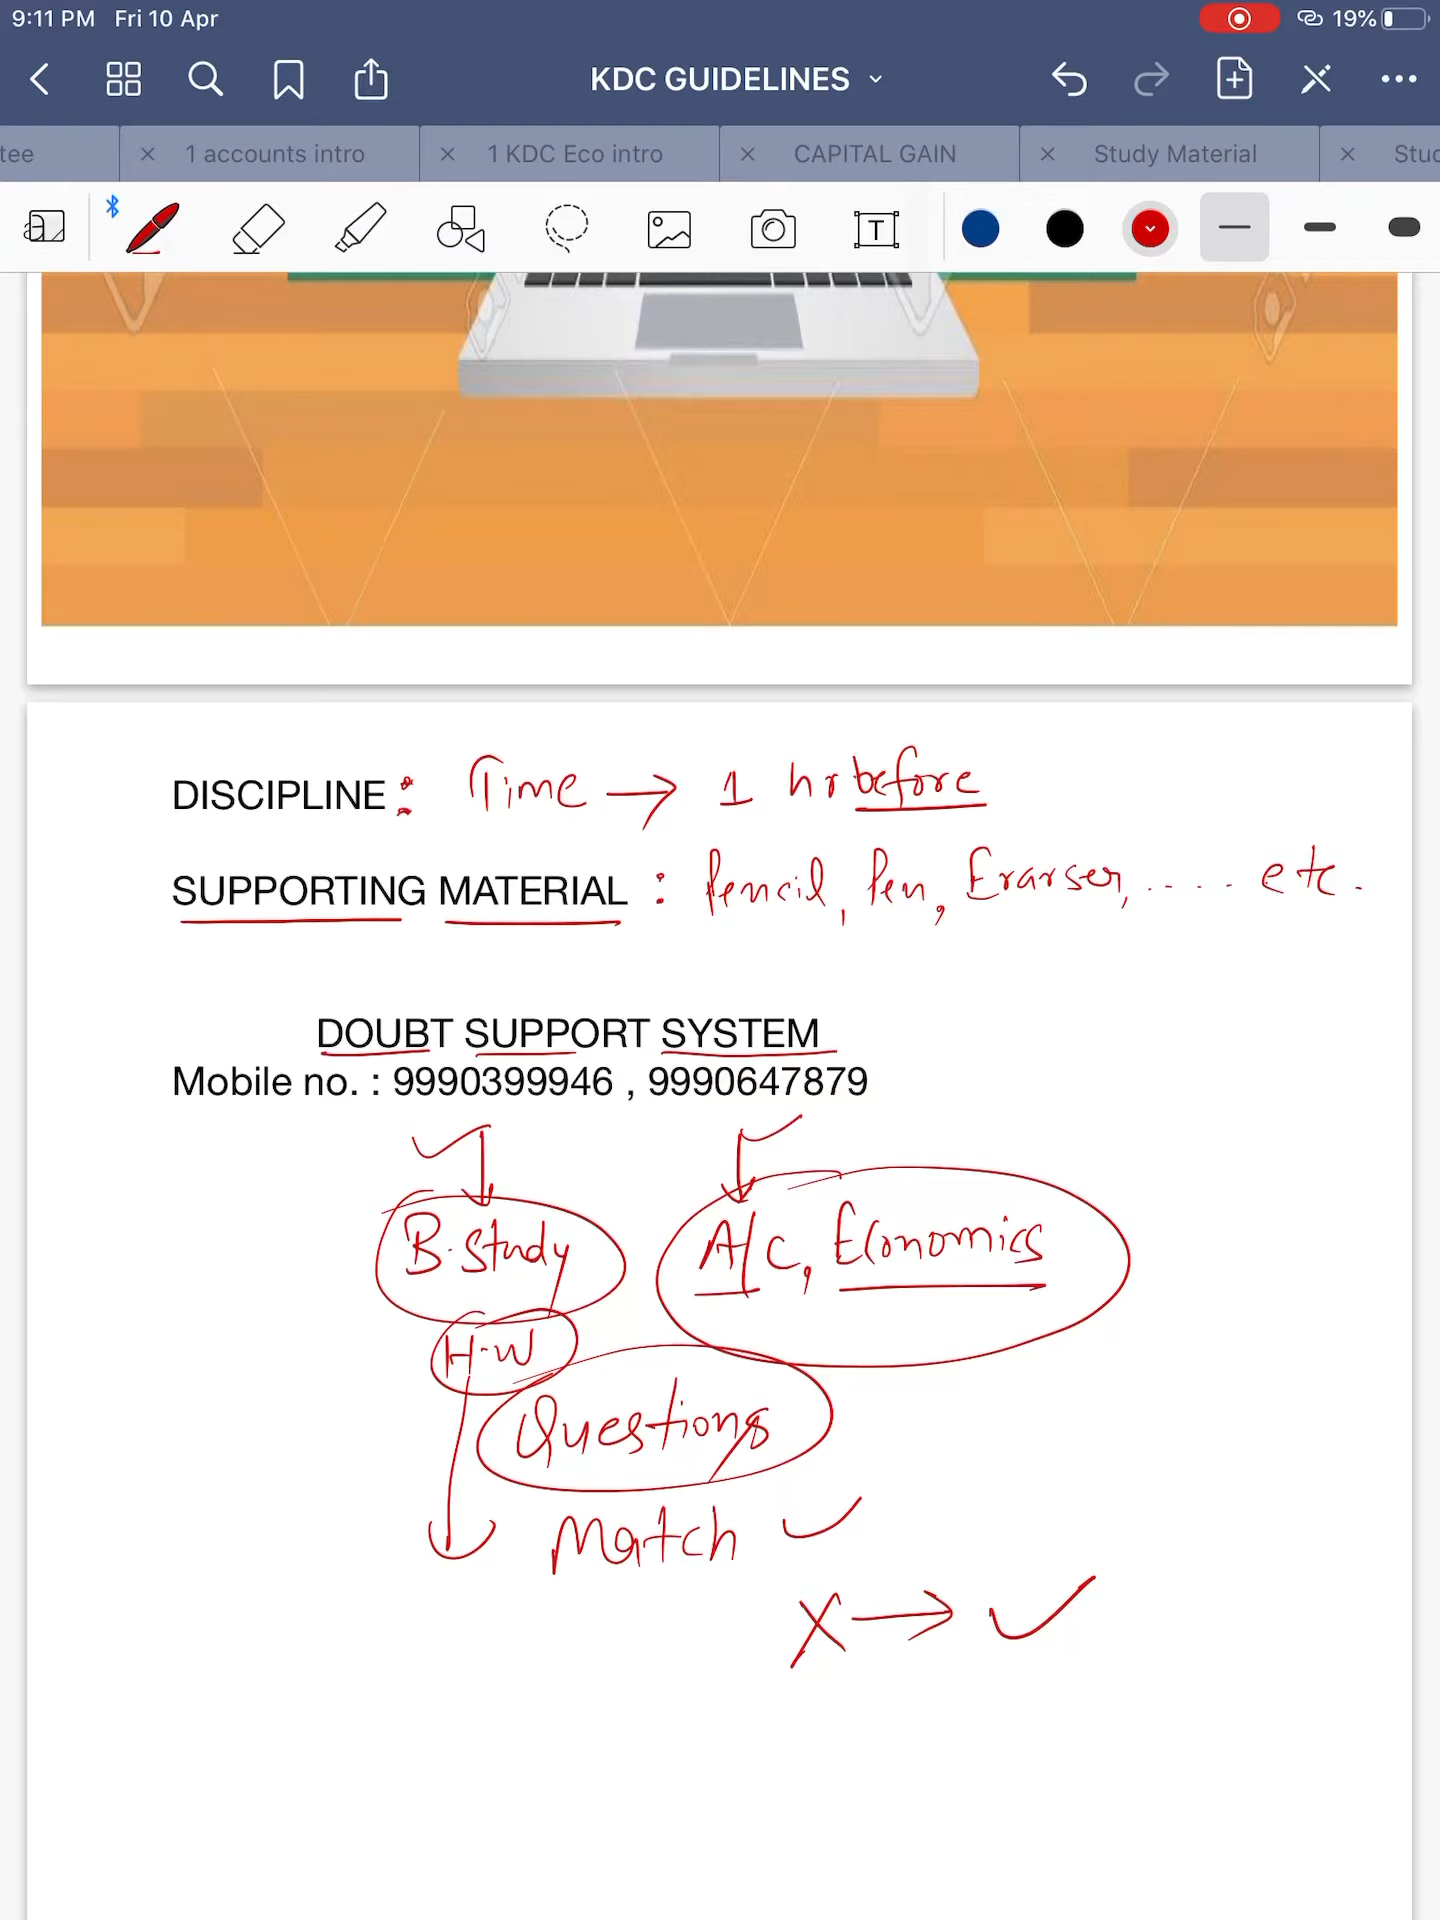 9:11 PM Fri 10 Apr 19%
KDC GUIDELINES
tee 1 accounts intro 1 KDC Eco intro CAPITAL GAIN Study Material Stud
a T
DISCIPLINE : Time → 1 hr before
SUPPORTING MATERIAL : Pencil, Pen, Erarser, ..... etc.
DOUBT SUPPORT SYSTEM
Mobile no. : 9990399946 , 9990647879
B.Study A/C, Economics
H.W
Questions
Match ✓
X → ✓